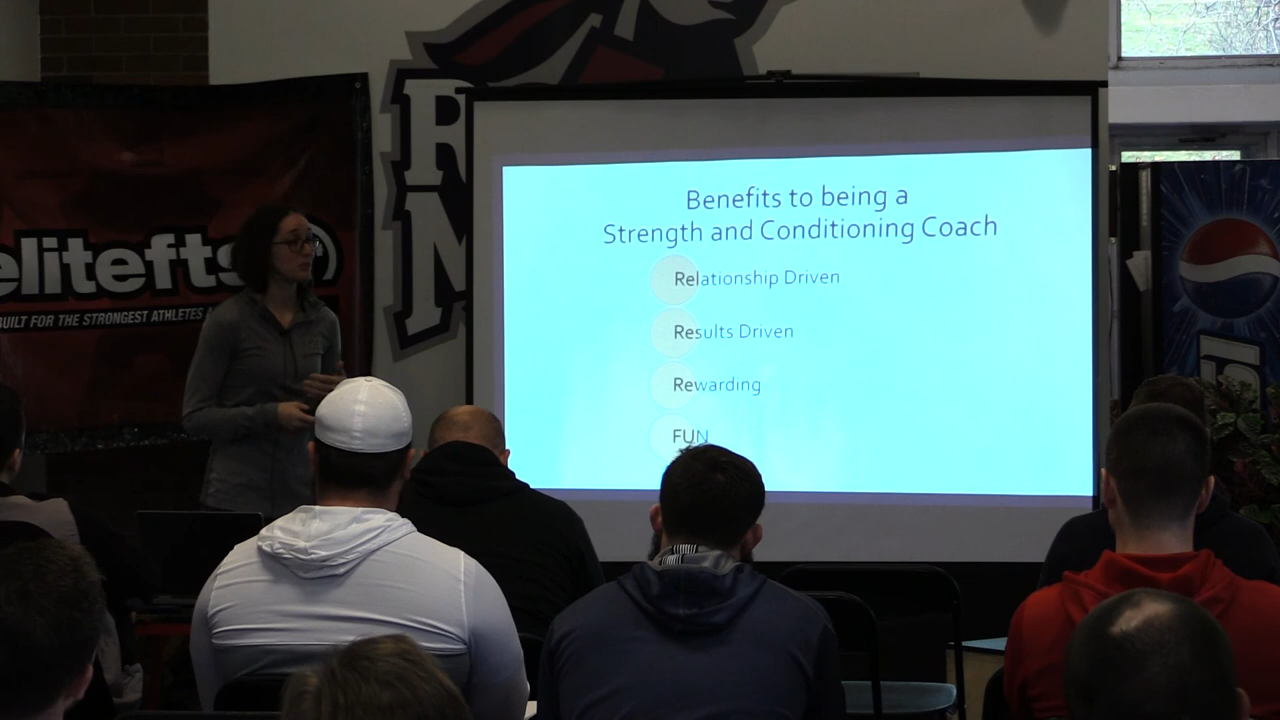 elitefts
BUILT FOR THE STRONGEST ATHLETES
R
M
Benefits to being a
Strength and Conditioning Coach
Relationship Driven
Results Driven
Rewarding
FUN